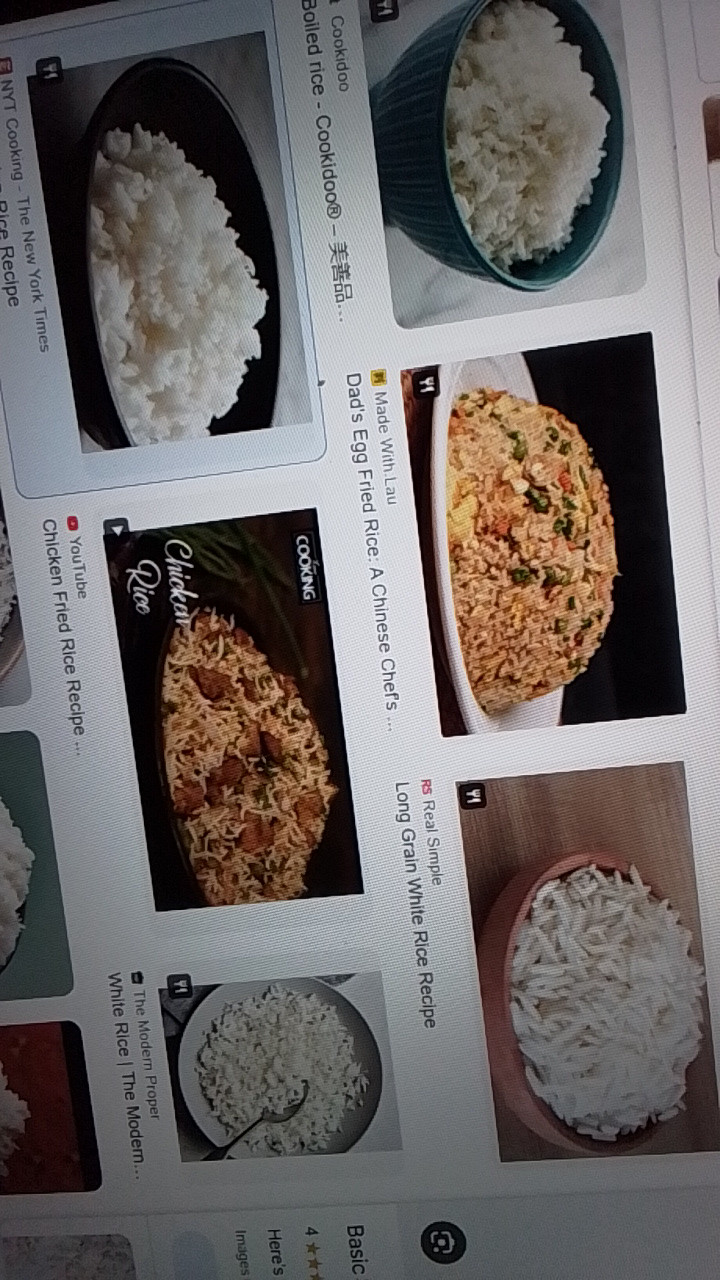 Cookidoo
Boiled rice - Cookidoo® – 美善品...
Made With Lau
Dad's Egg Fried Rice: A Chinese Chef's ...
RS Real Simple
Long Grain White Rice Recipe
NYT Cooking - The New York Times
Rice Recipe
COOKING
Chicken
Rice
YouTube
Chicken Fried Rice Recipe ...
The Modern Proper
White Rice | The Modern...
Basic
4 ★★★
Here's
Images